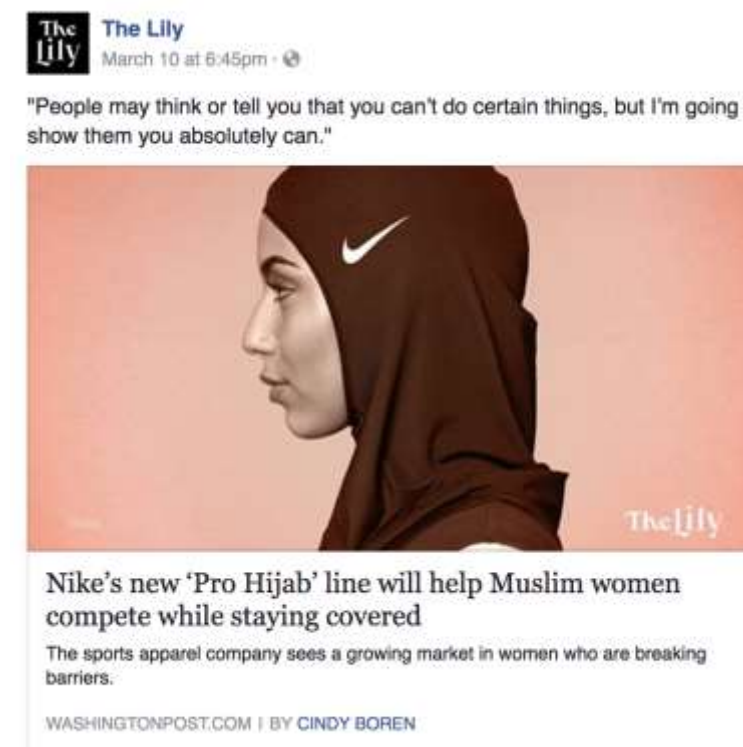 The Lily
The Lily
March 10 at 6:45pm ·
"People may think or tell you that you can't do certain things, but I'm going
show them you absolutely can."
The Lily
Nike's new 'Pro Hijab' line will help Muslim women
compete while staying covered
The sports apparel company sees a growing market in women who are breaking
barriers.
WASHINGTONPOST.COM | BY CINDY BOREN